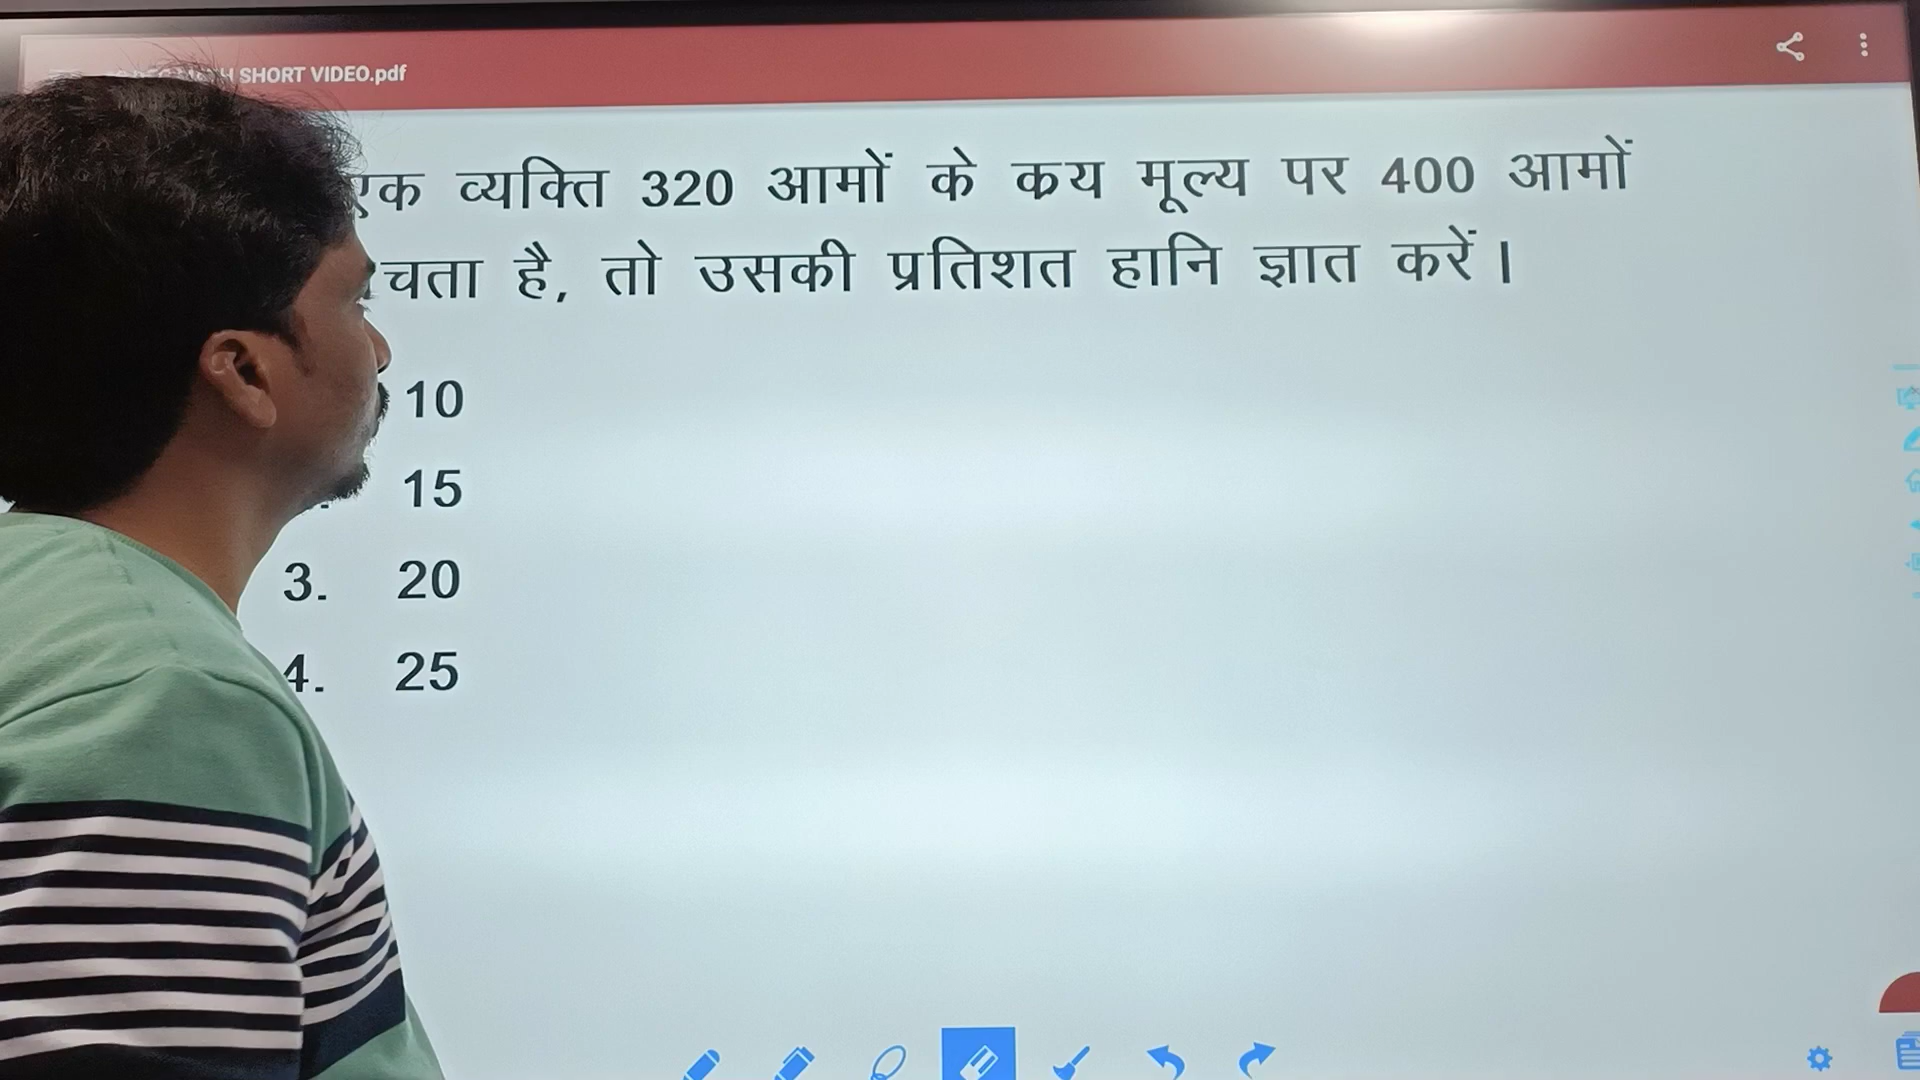 SHORT VIDEO.pdf
एक व्यक्ति 320 आमों के क्रय मूल्य पर 400 आमों
है, तो उसकी प्रतिशत हानि ज्ञात करें।
10
15
3. 20
4. 25